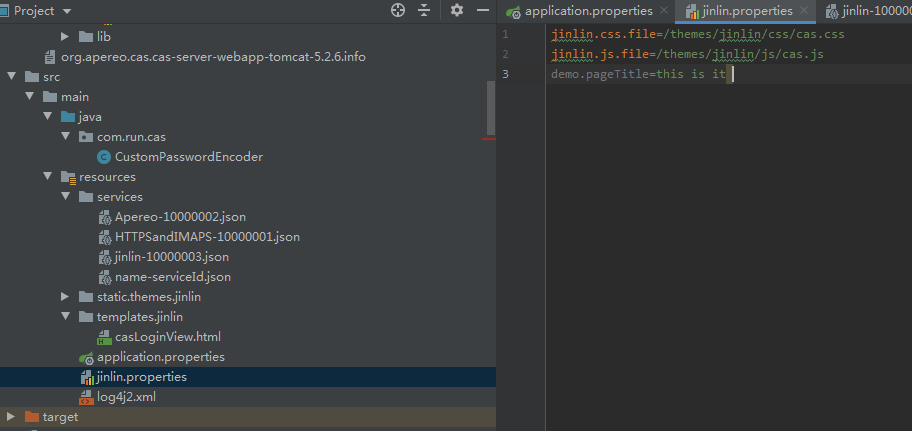 Project
lib
org.apereo.cas.cas-server-webapp-tomcat-5.2.6.info
src
main
java
com.run.cas
CustomPasswordEncoder
resources
services
Apereo-10000002.json
HTTPSandIMAPS-10000001.json
jinlin-10000003.json
name-serviceId.json
static.themes.jinlin
templates.jinlin
casLoginView.html
application.properties
jinlin.properties
log4j2.xml
target
application.properties
jinlin.properties
jinlin-100000
1 jinlin.css.file=/themes/jinlin/css/cas.css
2 jinlin.js.file=/themes/jinlin/js/cas.js
3 demo.pageTitle=this is it